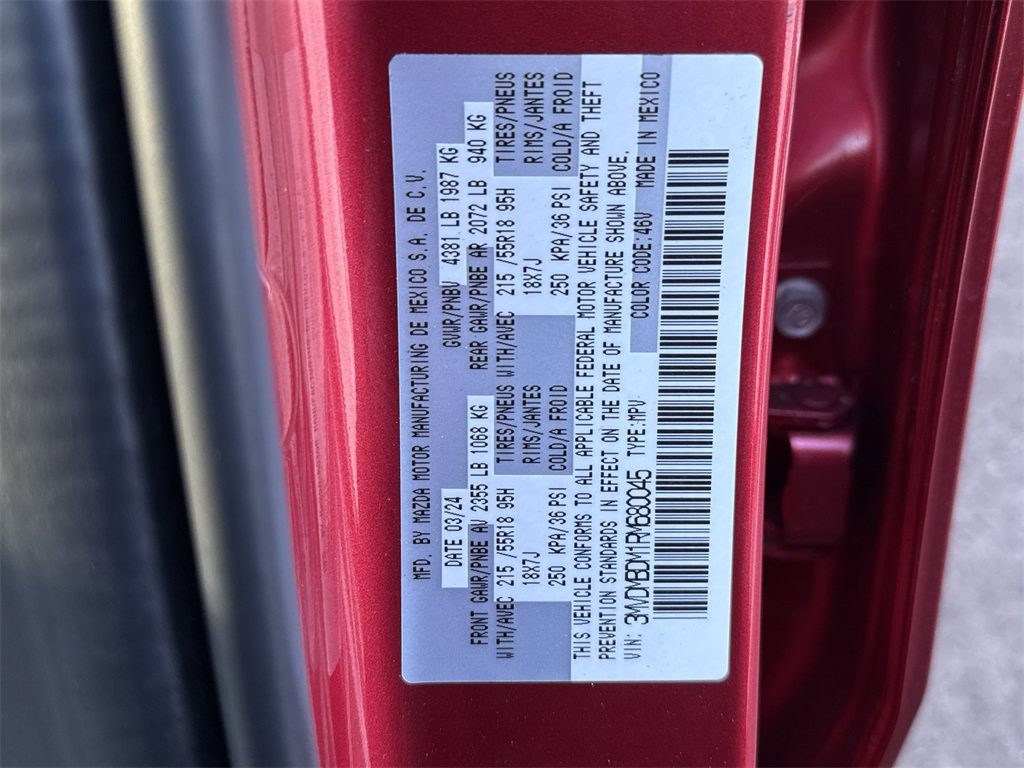 MFD. BY MAZDA MOTOR MANUFACTURING DE MEXICO S.A. DE C.V.
DATE 03/24 GVWR/PNBV 4381 LB 1987 KG
FRONT GAWR/PNBE AV 2355 LB 1068 KG REAR GAWR/PNBE AR 2072 LB 940 KG
WITH/AVEC 215 /55R18 95H TIRES/PNEUS WITH/AVEC 215 /55R18 95H TIRES/PNEUS
18X7J RIMS/JANTES 18X7J RIMS/JANTES
250 KPA/36 PSI COLD/A FROID 250 KPA/36 PSI COLD/A FROID
THIS VEHICLE CONFORMS TO ALL APPLICABLE FEDERAL MOTOR VEHICLE SAFETY AND THEFT
PREVENTION STANDARDS IN EFFECT ON THE DATE OF MANUFACTURE SHOWN ABOVE.
VIN: 3MVDMBDM1RM680045 TYPE:MPV COLOR CODE:46V MADE IN MEXICO